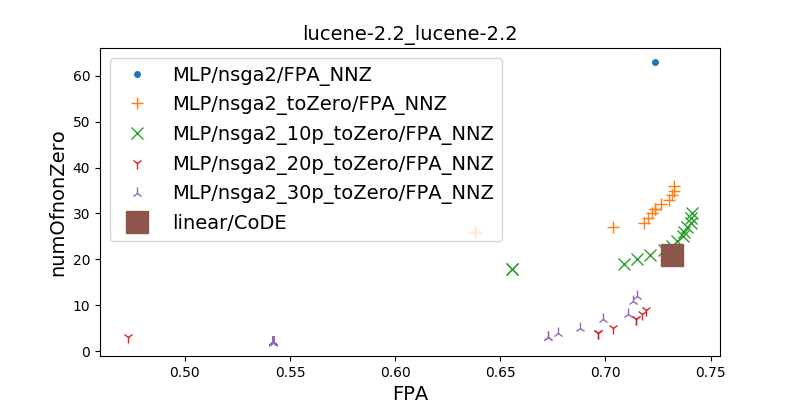 lucene-2.2_lucene-2.2
MLP/nsga2/FPA_NNZ
MLP/nsga2_toZero/FPA_NNZ
MLP/nsga2_10p_toZero/FPA_NNZ
MLP/nsga2_20p_toZero/FPA_NNZ
MLP/nsga2_30p_toZero/FPA_NNZ
linear/CoDE
numOfnonZero
60
50
40
30
20
10
0
0.50 0.55 0.60 0.65 0.70 0.75
FPA